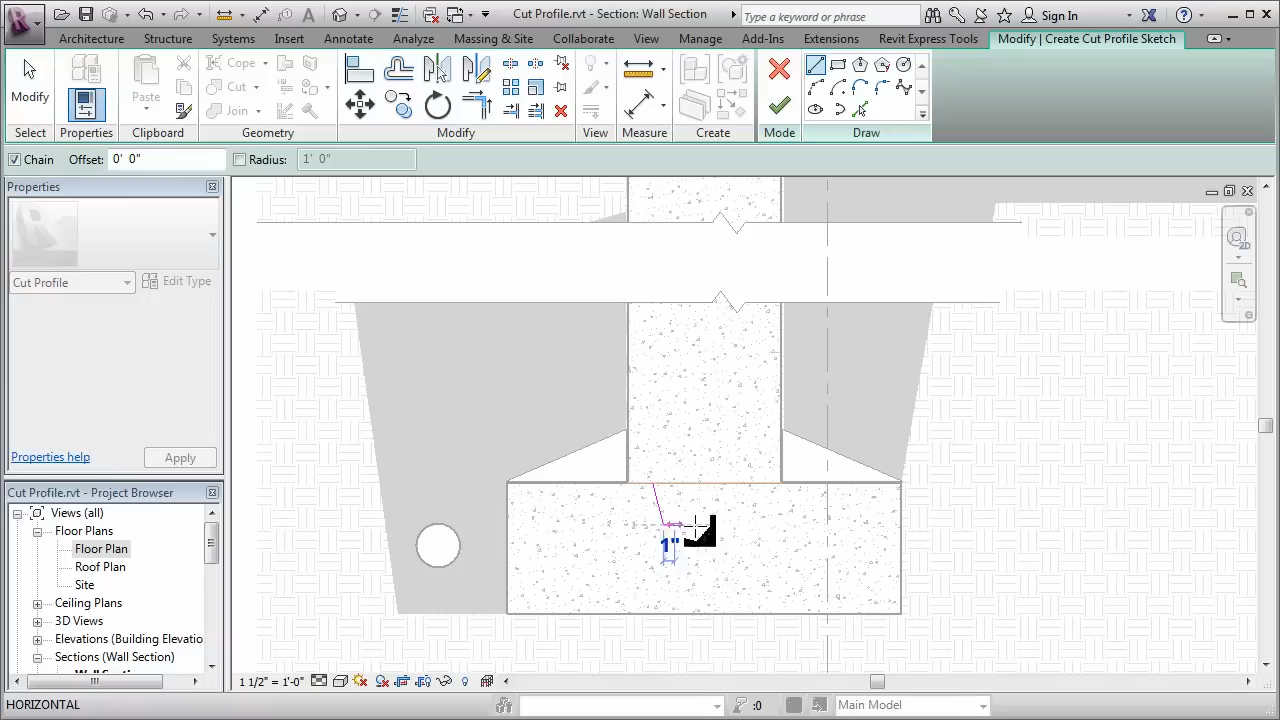 Cut Profile.rvt - Section: Wall Section
Type a keyword or phrase
Sign In
Architecture Structure Systems Insert Annotate Analyze Massing & Site Collaborate View Manage Add-Ins Extensions Revit Express Tools Modify | Create Cut Profile Sketch
Modify
Paste
Cope
Cut
Join
Select Properties Clipboard Geometry Modify View Measure Create Mode Draw
Chain Offset: 0' 0" Radius: 1' 0"
Properties
Cut Profile
Edit Type
Properties help
Apply
Cut Profile.rvt - Project Browser
Views (all)
Floor Plans
Floor Plan
Roof Plan
Site
Ceiling Plans
3D Views
Elevations (Building Elevatio
Sections (Wall Section)
1"
2D
1 1/2" = 1'-0"
HORIZONTAL
:0
Main Model